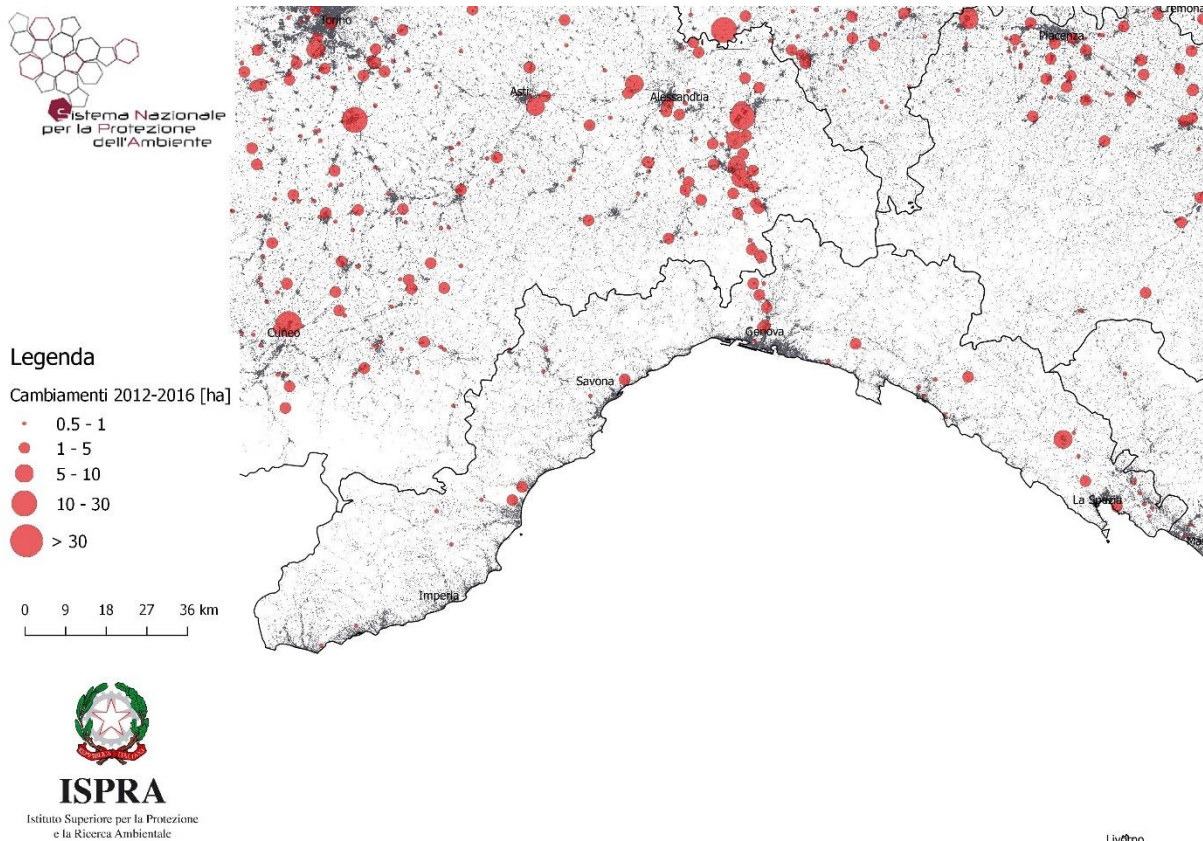 Sistema Nazionale
per la Protezione
dell'Ambiente
Legenda
Cambiamenti 2012-2016 [ha]
0.5 - 1
1 - 5
5 - 10
10 - 30
> 30
0 9 18 27 36 km
ISPRA
Istituto Superiore per la Protezione
e la Ricerca Ambientale
Torino
Cremona
Piacenza
Asti
Alessandria
Cuneo
Genova
Savona
La Spezia
Imperia
Livorno